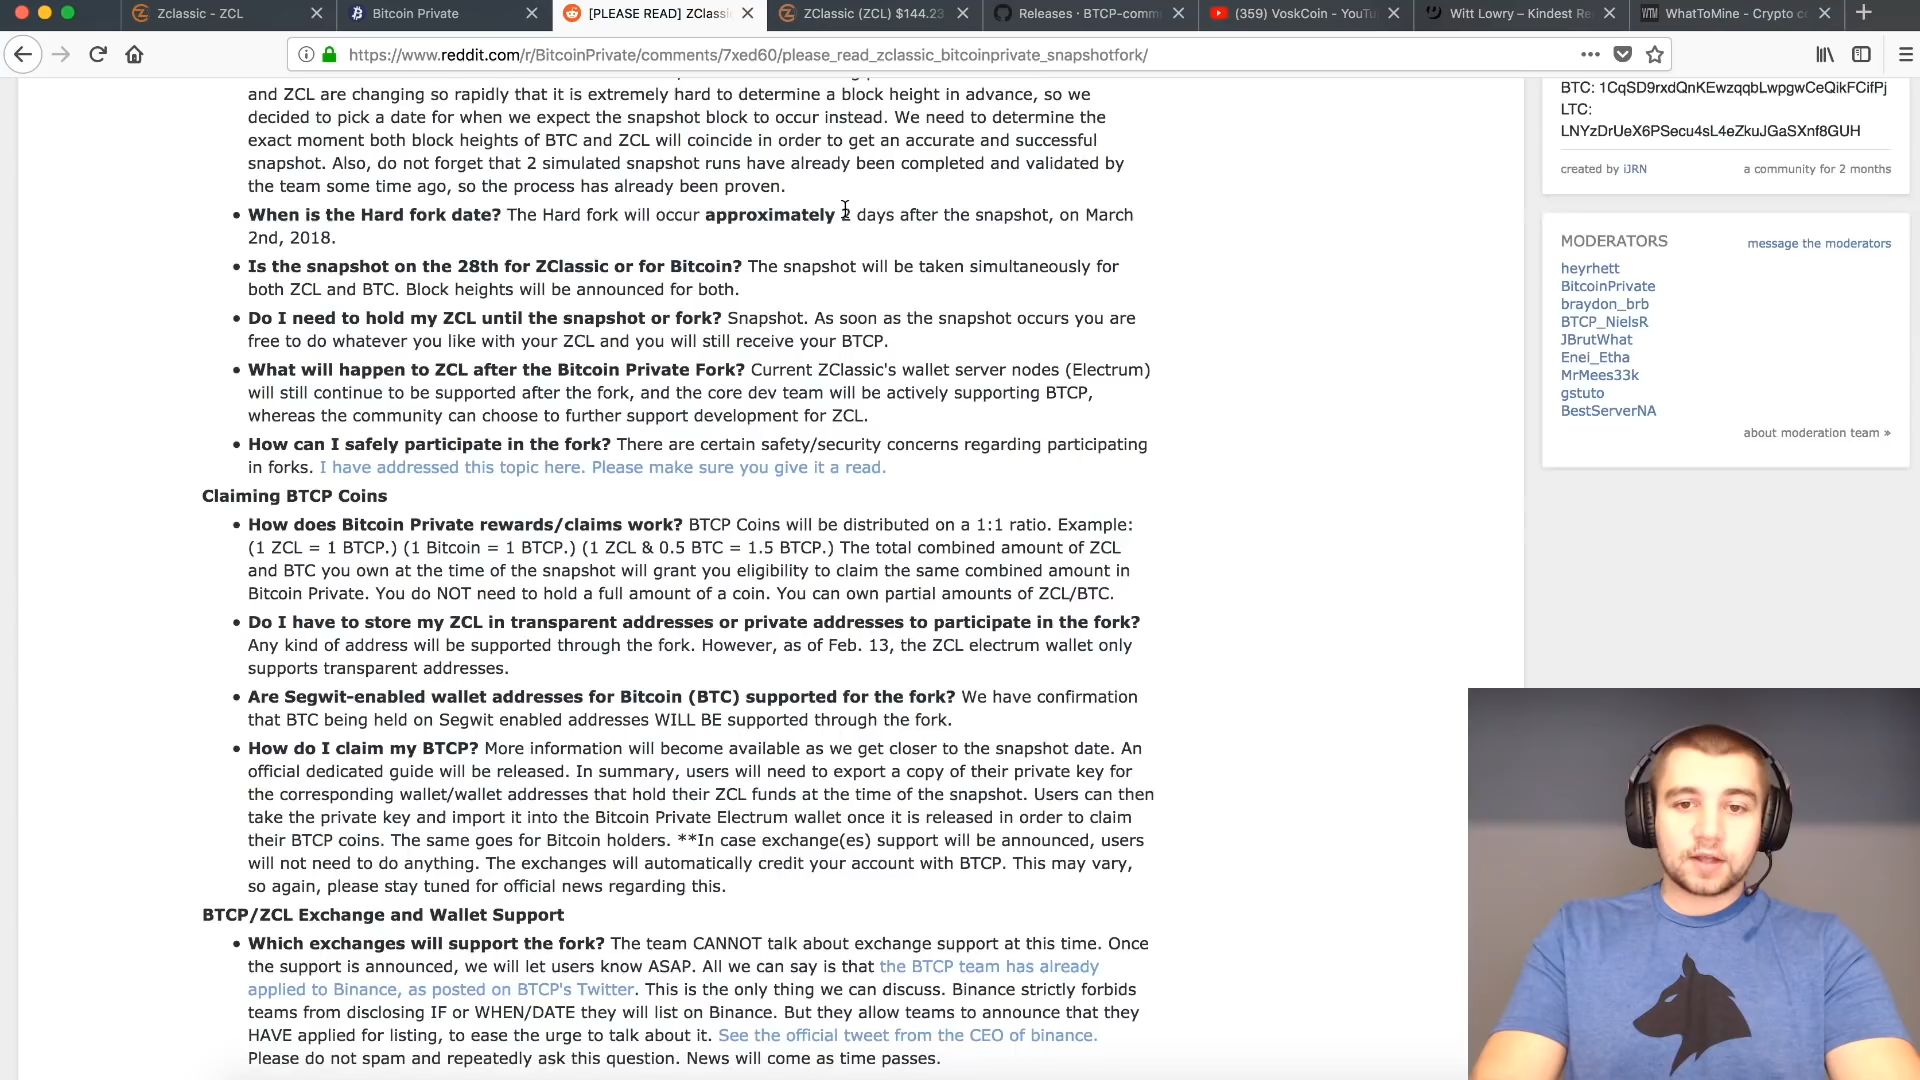 Zclassic - ZCL
Bitcoin Private
[PLEASE READ] ZClassic
ZClassic (ZCL) $144.23
Releases · BTCP-comm
(359) VoskCoin - YouTu
Witt Lowry – Kindest Re
WhatToMine - Crypto co
https://www.reddit.com/r/BitcoinPrivate/comments/7xed60/please_read_zclassic_bitcoinprivate_snapshotfork/
and ZCL are changing so rapidly that it is extremely hard to determine a block height in advance, so we
decided to pick a date for when we expect the snapshot block to occur instead. We need to determine the
exact moment both block heights of BTC and ZCL will coincide in order to get an accurate and successful
snapshot. Also, do not forget that 2 simulated snapshot runs have already been completed and validated by
the team some time ago, so the process has already been proven.
• When is the Hard fork date? The Hard fork will occur approximately 2 days after the snapshot, on March
2nd, 2018.
• Is the snapshot on the 28th for ZClassic or for Bitcoin? The snapshot will be taken simultaneously for
both ZCL and BTC. Block heights will be announced for both.
• Do I need to hold my ZCL until the snapshot or fork? Snapshot. As soon as the snapshot occurs you are
free to do whatever you like with your ZCL and you will still receive your BTCP.
• What will happen to ZCL after the Bitcoin Private Fork? Current ZClassic's wallet server nodes (Electrum)
will still continue to be supported after the fork, and the core dev team will be actively supporting BTCP,
whereas the community can choose to further support development for ZCL.
• How can I safely participate in the fork? There are certain safety/security concerns regarding participating
in forks. I have addressed this topic here. Please make sure you give it a read.
Claiming BTCP Coins
• How does Bitcoin Private rewards/claims work? BTCP Coins will be distributed on a 1:1 ratio. Example:
(1 ZCL = 1 BTCP.) (1 Bitcoin = 1 BTCP.) (1 ZCL & 0.5 BTC = 1.5 BTCP.) The total combined amount of ZCL
and BTC you own at the time of the snapshot will grant you eligibility to claim the same combined amount in
Bitcoin Private. You do NOT need to hold a full amount of a coin. You can own partial amounts of ZCL/BTC.
• Do I have to store my ZCL in transparent addresses or private addresses to participate in the fork?
Any kind of address will be supported through the fork. However, as of Feb. 13, the ZCL electrum wallet only
supports transparent addresses.
• Are Segwit-enabled wallet addresses for Bitcoin (BTC) supported for the fork? We have confirmation
that BTC being held on Segwit enabled addresses WILL BE supported through the fork.
• How do I claim my BTCP? More information will become available as we get closer to the snapshot date. An
official dedicated guide will be released. In summary, users will need to export a copy of their private key for
the corresponding wallet/wallet addresses that hold their ZCL funds at the time of the snapshot. Users can then
take the private key and import it into the Bitcoin Private Electrum wallet once it is released in order to claim
their BTCP coins. The same goes for Bitcoin holders. **In case exchange(es) support will be announced, users
will not need to do anything. The exchanges will automatically credit your account with BTCP. This may vary,
so again, please stay tuned for official news regarding this.
BTCP/ZCL Exchange and Wallet Support
• Which exchanges will support the fork? The team CANNOT talk about exchange support at this time. Once
the support is announced, we will let users know ASAP. All we can say is that the BTCP team has already
applied to Binance, as posted on BTCP's Twitter. This is the only thing we can discuss. Binance strictly forbids
teams from disclosing IF or WHEN/DATE they will list on Binance. But they allow teams to announce that they
HAVE applied for listing, to ease the urge to talk about it. See the official tweet from the CEO of binance.
Please do not spam and repeatedly ask this question. News will come as time passes.
BTC: 1CqSD9rxdQnKEwzqqbLwpgwCeQikFCifPj
LTC:
LNYzDrUeX6PSecu4sL4eZkuJGaSXnf8GUH
created by iJRN
a community for 2 months
MODERATORS
message the moderators
heyrhett
BitcoinPrivate
braydon_brb
BTCP_NielsR
JBrutWhat
Enei_Etha
MrMees33k
gstuto
BestServerNA
about moderation team »